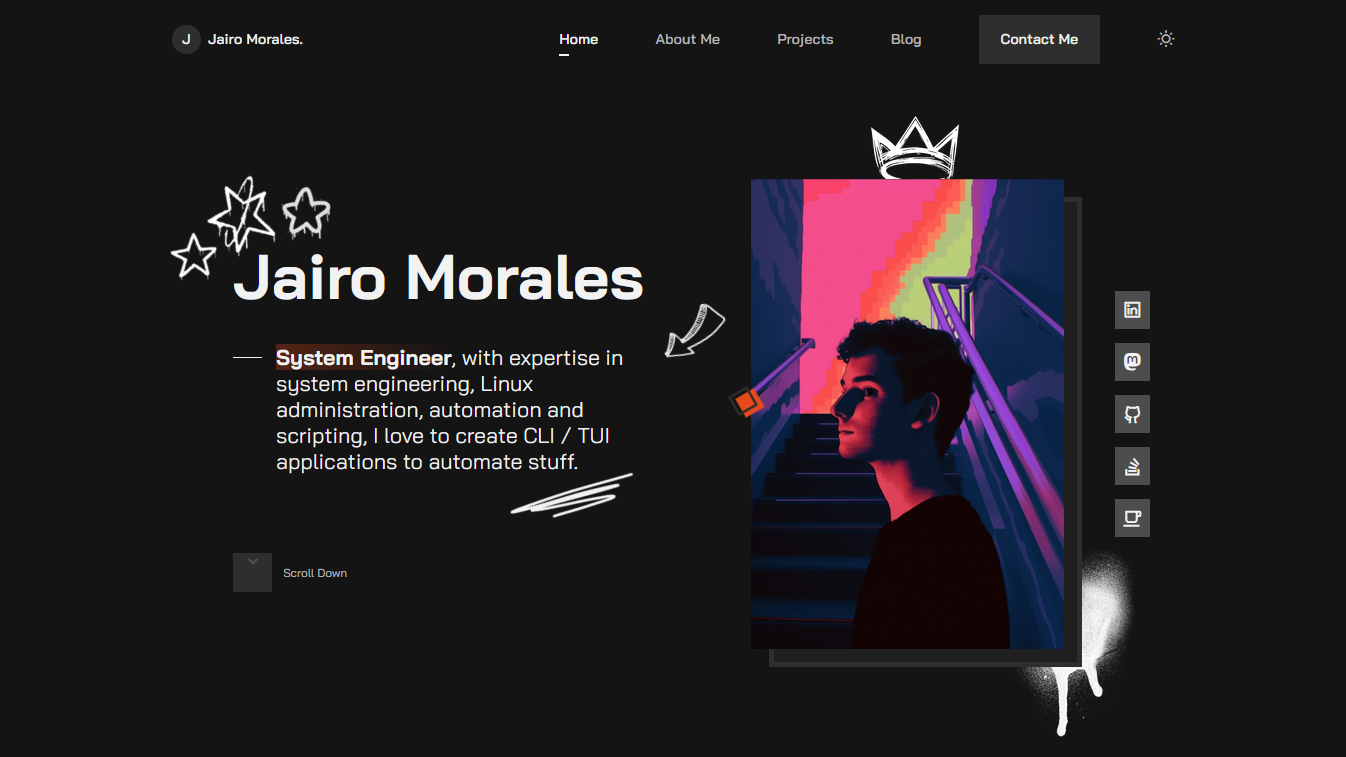 J Jairo Morales.
Home About Me Projects Blog Contact Me
Jairo Morales
System Engineer, with expertise in
system engineering, Linux
administration, automation and
scripting, I love to create CLI / TUI
applications to automate stuff.
in
Scroll Down